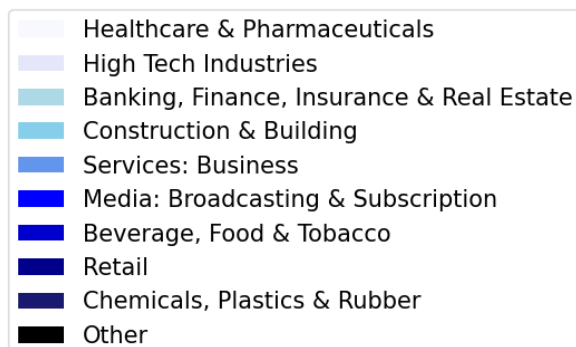 Healthcare & Pharmaceuticals
High Tech Industries
Banking, Finance, Insurance & Real Estate
Construction & Building
Services: Business
Media: Broadcasting & Subscription
Beverage, Food & Tobacco
Retail
Chemicals, Plastics & Rubber
Other